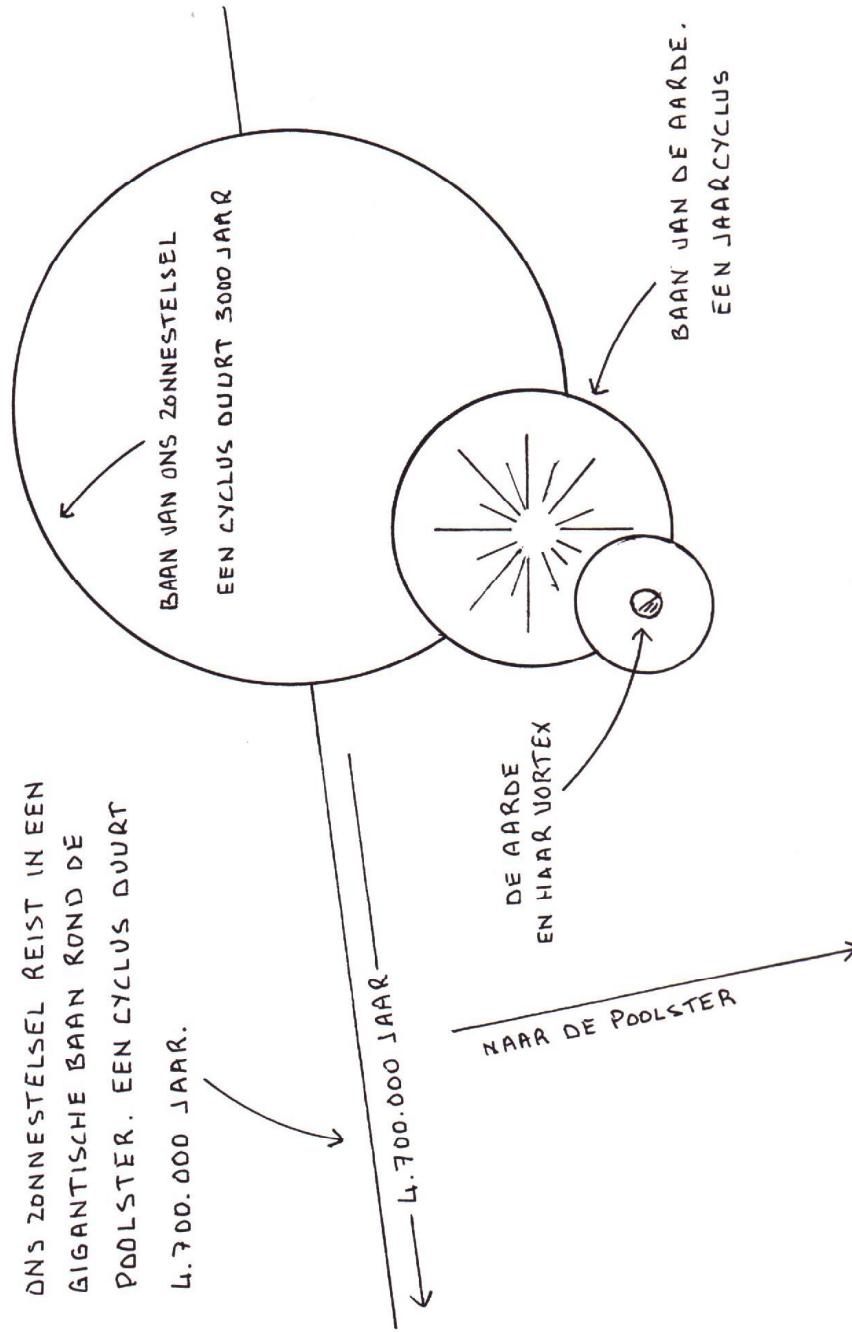 ONS ZONNESTELSEL REIST IN EEN
GIGANTISCHE BAAN ROND DE
POOLSTER. EEN CYCLUS DUURT
4.700.000 JAAR.
BAAN VAN ONS ZONNESTELSEL
EEN CYCLUS DUURT 3000 JAAR
4.700.000 JAAR
DE AARDE
EN HAAR VORTEX
BAAN VAN DE AARDE.
EEN JAARCYCLUS
NAAR DE POOLSTER